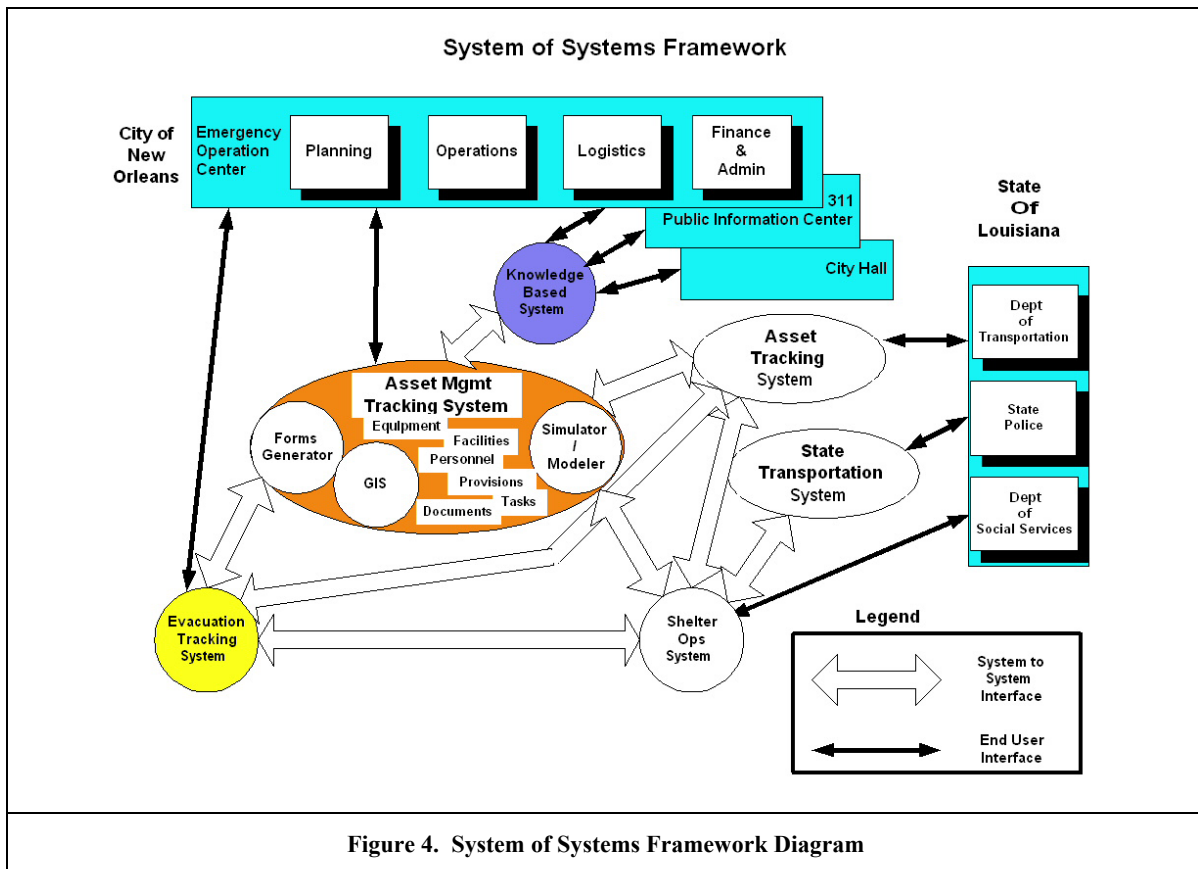 System of Systems Framework
City of
New
Orleans
Emergency
Operation
Center
Planning
Operations
Logistics
Finance
&
Admin
311
Public Information Center
City Hall
State
Of
Louisiana
Knowledge
Based
System
Dept
of
Transportation
State
Police
Dept
of
Social Services
Asset
Tracking
System
State
Transportation
System
Asset Mgmt
Tracking System
Equipment
Facilities
Personnel
Provisions
Tasks
Documents
Forms
Generator
GIS
Simulator
/
Modeler
Evacuation
Tracking
System
Shelter
Ops
System
Legend
System to
System
Interface
End User
Interface
Figure 4. System of Systems Framework Diagram